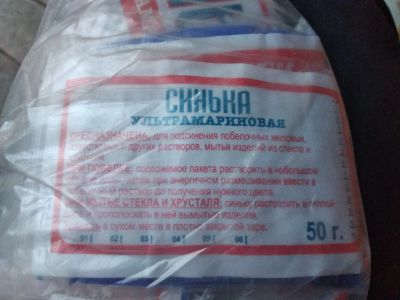 СИНЬКА
УЛЬТРАМАРИНОВАЯ
ПРЕДНАЗНАЧЕНА: для подсинения побелочных меловых,
и других растворов, мытья изделий из стекла и
ПРИ ПОБЕЛКЕ: содержимое пакета растворить в небольшом
при энергичном размешивании ввести в
раствор до получения нужного цвета.
ПРИ МЫТЬЕ СТЕКЛА И ХРУСТАЛЯ: синьку растворить в теплой
и прополоскать в ней вымытые изделия.
в сухом месте в плотно закрытой таре.
01 02 03 04 05 06
50 г.